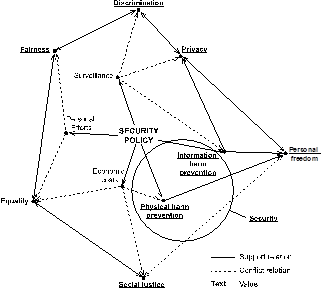 Discrimination
Fairness
Privacy
Surveillance
Personal
Efforts
SECURITY
POLICY
Information
harm
prevention
Personal
freedom
Economic
costs
Equality
Physical harm
prevention
Security
Social justice
Support relation
Conflict relation
Text Value